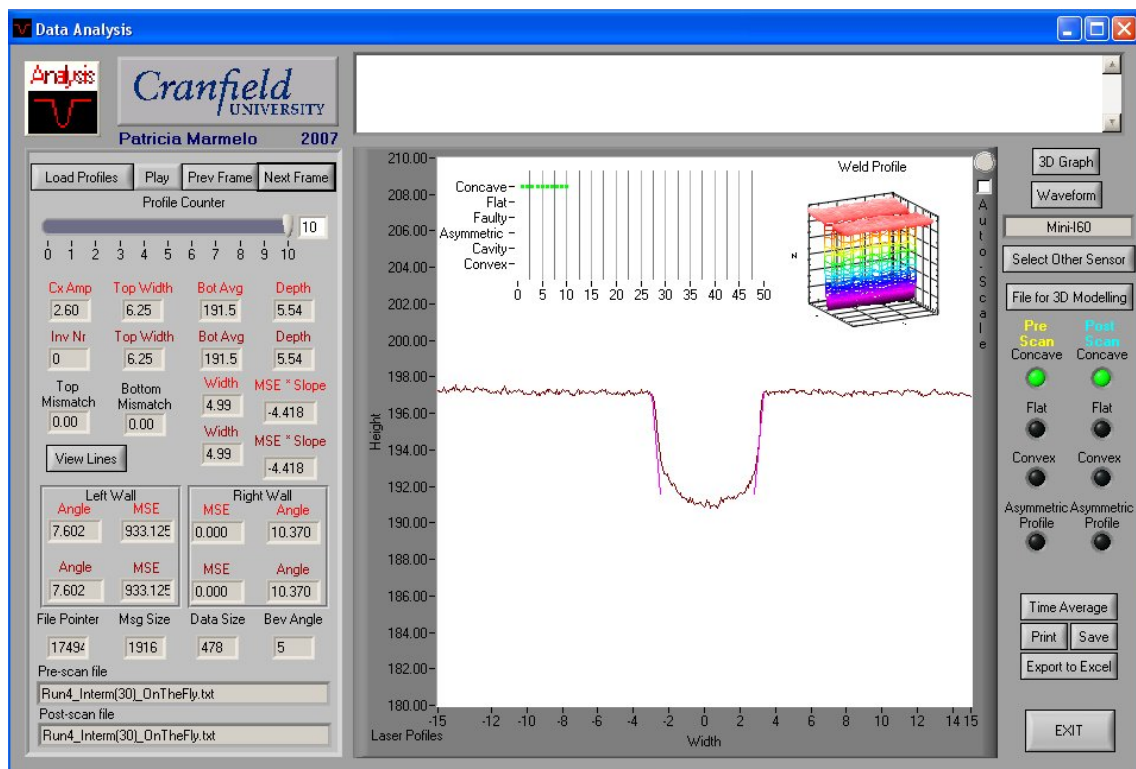 Data Analysis
Analysis
Cranfield
UNIVERSITY
Patricia Marmelo 2007
Load Profiles Play Prev Frame Next Frame
Profile Counter
10
0 1 2 3 4 5 6 7 8 9 10
Cx Amp Top Width Bot Avg Depth
2.60 6.25 191.5 5.54
Inv Nr Top Width Bot Avg Depth
0 6.25 191.5 5.54
Top Mismatch Bottom Mismatch Width MSE * Slope
0.00 0.00 4.99 -4.418
Width MSE * Slope
4.99 -4.418
View Lines
Left Wall Right Wall
Angle MSE MSE Angle
7.602 933.125 0.000 10.370
Angle MSE MSE Angle
7.602 933.125 0.000 10.370
File Pointer Msg Size Data Size Bev Angle
1916 478 5
Pre-scan file
Run4_Interm(30)_OnTheFly.txt
Post-scan file
Run4_Interm(30)_OnTheFly.txt
210.00
208.00
206.00
204.00
202.00
200.00
198.00
196.00
194.00
192.00
190.00
188.00
186.00
184.00
182.00
180.00
Height
-15 -12 -10 -8 -6 -4 -2 0 2 4 6 8 10 12 14 15
Laser Pofiles
Width
Concave
Flat
Faulty
Asymmetric
Cavity
Convex
0 5 10 15 20 25 30 35 40 45 50
Weld Profile
Z
Auto-Scale
3D Graph
Waveform
Mini-I60
Select Other Sensor
File for 3D Modelling
Pre Scan Post Scan
Concave Concave
Flat Flat
Convex Convex
Asymmetric Profile Asymmetric Profile
Time Average
Print Save
Export to Excel
EXIT